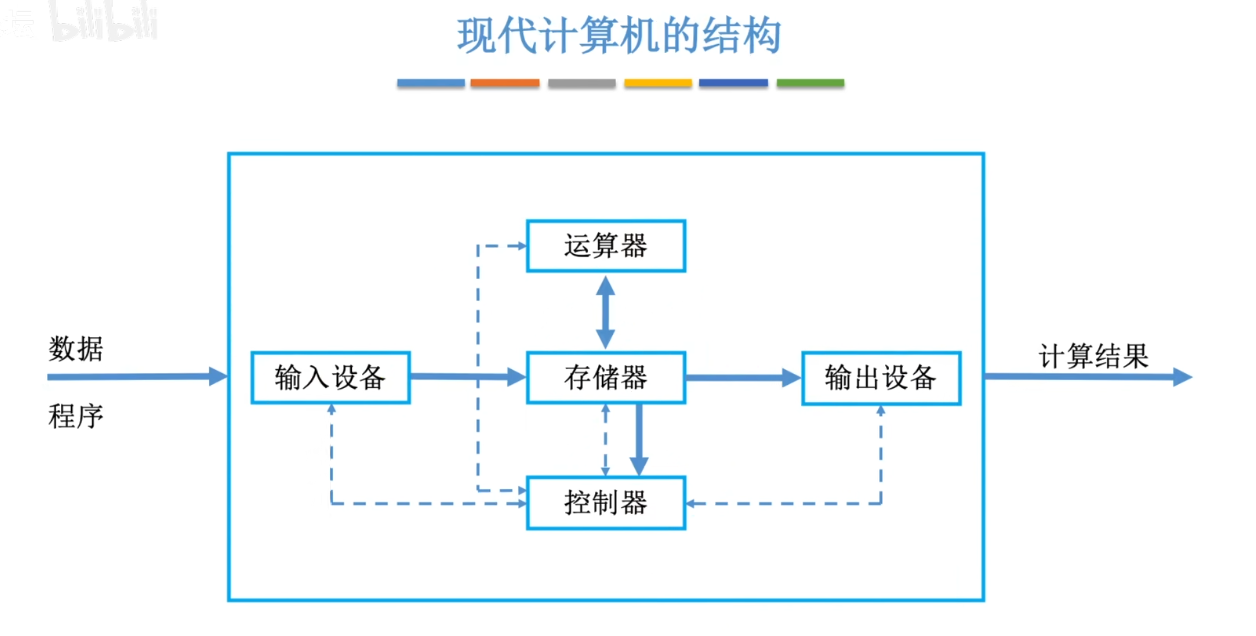 bilibili
现代计算机的结构
运算器
数据
程序
输入设备
存储器
输出设备
计算结果
控制器